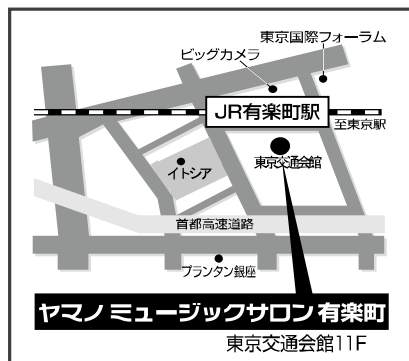 東京国際フォーラム
ビッグカメラ
JR有楽町駅
至東京駅
東京交通会館
イトシア
首都高速道路
プランタン銀座
ヤマノ ミュージックサロン 有楽町
東京交通会館11F